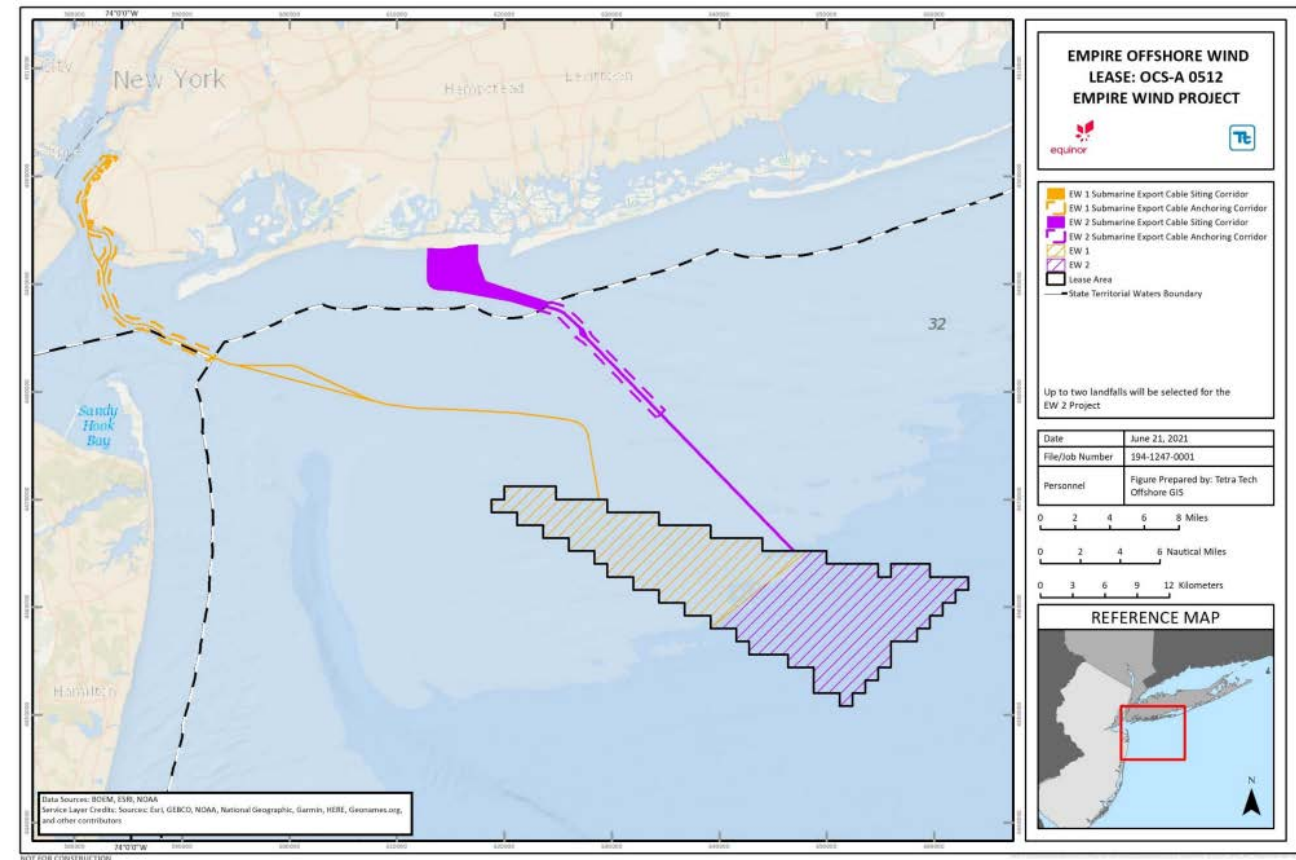 74°0'0"W
New York
Hempstead
Levittown
32
Sandy
Hook
Bay
Hamilton
Data Sources: BOEM, ESRI, NOAA
Service Layer Credits: Sources: Esri, GEBCO, NOAA, National Geographic, Garmin, HERE, Geonames.org,
and other contributors
74°0'0"W
NOT FOR CONSTRUCTION
EMPIRE OFFSHORE WIND
LEASE: OCS-A 0512
EMPIRE WIND PROJECT
equinor
Tt
EW 1 Submarine Export Cable Siting Corridor
EW 1 Submarine Export Cable Anchoring Corridor
EW 2 Submarine Export Cable Siting Corridor
EW 2 Submarine Export Cable Anchoring Corridor
EW 1
EW 2
Lease Area
State Territorial Waters Boundary
Up to two landfalls will be selected for the
EW 2 Project
Date June 21, 2021
File/Job Number 194-1247-0001
Personnel Figure Prepared by: Tetra Tech
Offshore GIS
0 2 4 6 8 Miles
0 2 4 6 Nautical Miles
0 3 6 9 12 Kilometers
REFERENCE MAP
N